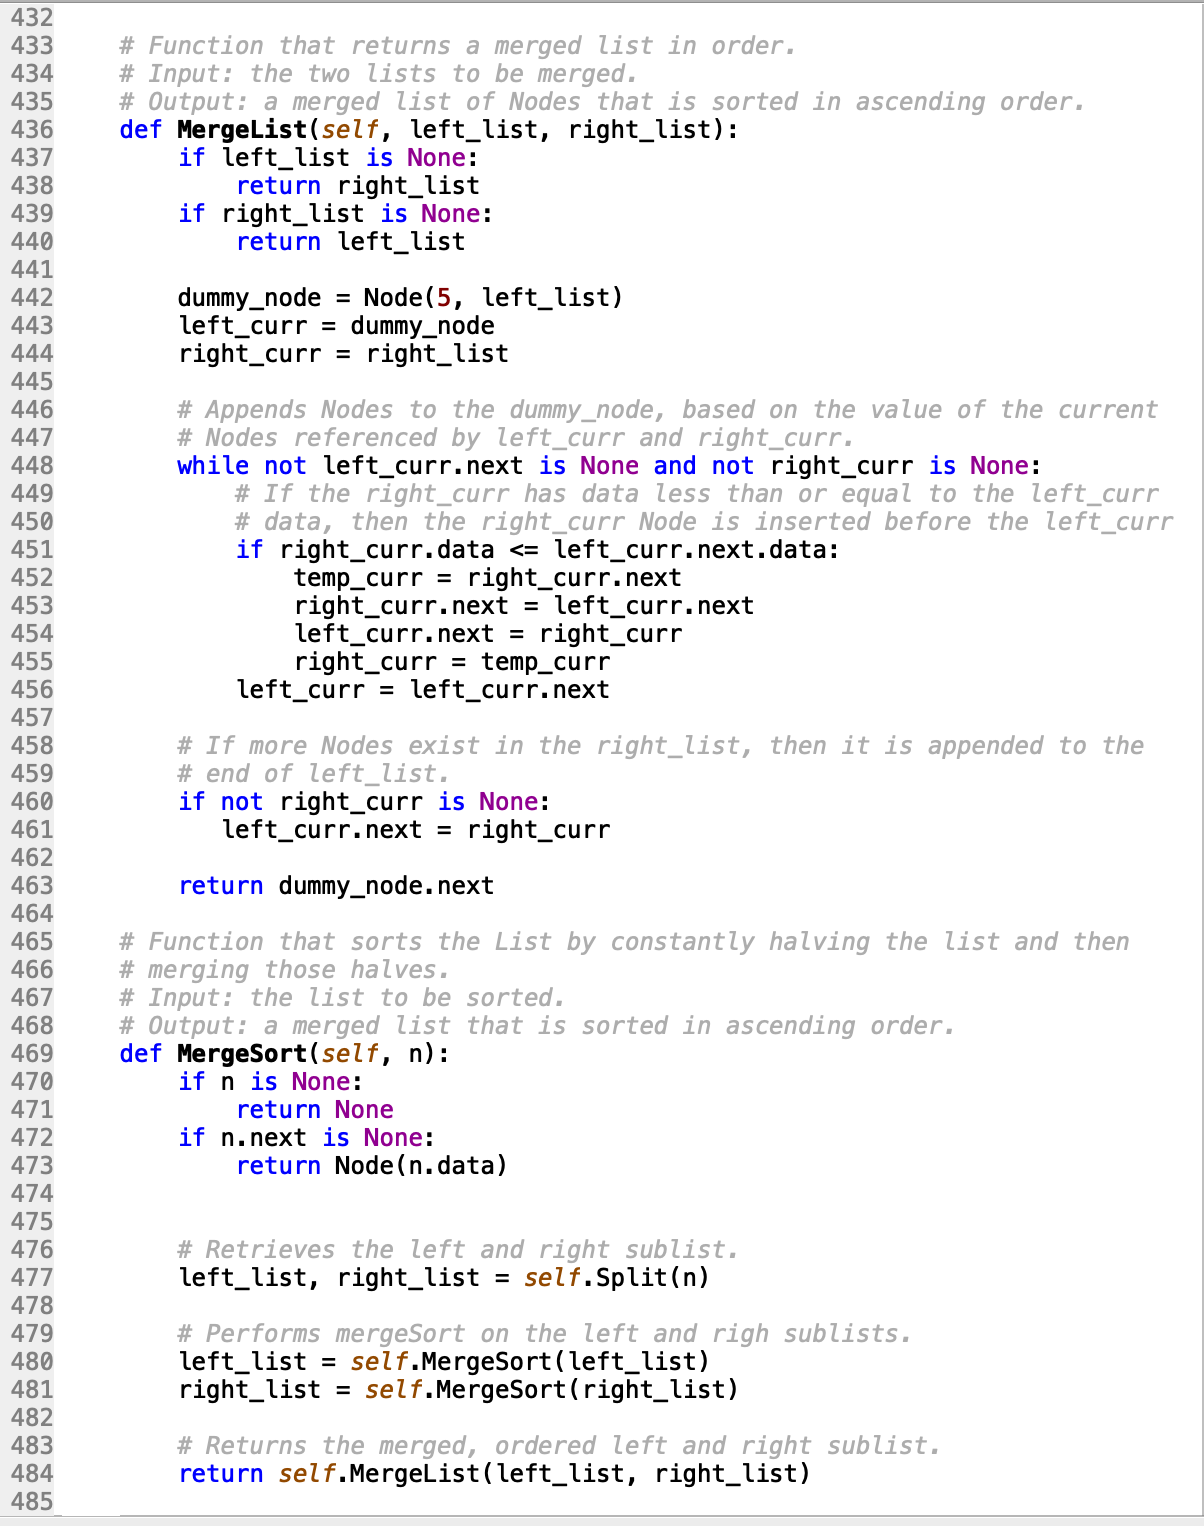 432
433     # Function that returns a merged list in order.
434     # Input: the two lists to be merged.
435     # Output: a merged list of Nodes that is sorted in ascending order.
436     def MergeList(self, left_list, right_list):
437         if left_list is None:
438             return right_list
439         if right_list is None:
440             return left_list
441
442         dummy_node = Node(5, left_list)
443         left_curr = dummy_node
444         right_curr = right_list
445
446         # Appends Nodes to the dummy_node, based on the value of the current
447         # Nodes referenced by left_curr and right_curr.
448         while not left_curr.next is None and not right_curr is None:
449             # If the right_curr has data less than or equal to the left_curr
450             # data, then the right_curr Node is inserted before the left_curr
451             if right_curr.data <= left_curr.next.data:
452                 temp_curr = right_curr.next
453                 right_curr.next = left_curr.next
454                 left_curr.next = right_curr
455                 right_curr = temp_curr
456             left_curr = left_curr.next
457
458         # If more Nodes exist in the right_list, then it is appended to the
459         # end of left_list.
460         if not right_curr is None:
461            left_curr.next = right_curr
462
463         return dummy_node.next
464
465     # Function that sorts the List by constantly halving the list and then
466     # merging those halves.
467     # Input: the list to be sorted.
468     # Output: a merged list that is sorted in ascending order.
469     def MergeSort(self, n):
470         if n is None:
471             return None
472         if n.next is None:
473             return Node(n.data)
474
475
476         # Retrieves the left and right sublist.
477         left_list, right_list = self.Split(n)
478
479         # Performs mergeSort on the left and righ sublists.
480         left_list = self.MergeSort(left_list)
481         right_list = self.MergeSort(right_list)
482
483         # Returns the merged, ordered left and right sublist.
484         return self.MergeList(left_list, right_list)
485